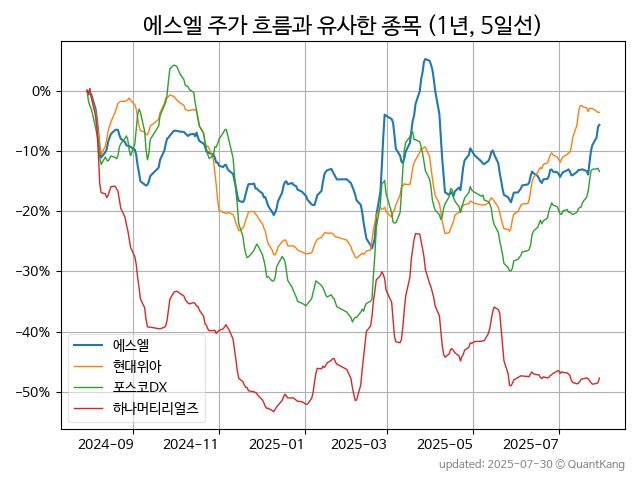 에스엘 주가 흐름과 유사한 종목 (1년, 5일선)
0%
−10%
−20%
−30%
−40%
−50%
에스엘
현대위아
포스코DX
하나머티리얼즈
2024-09 2024-11 2025-01 2025-03 2025-05 2025-07
updated: 2025-07-30 © QuantKang